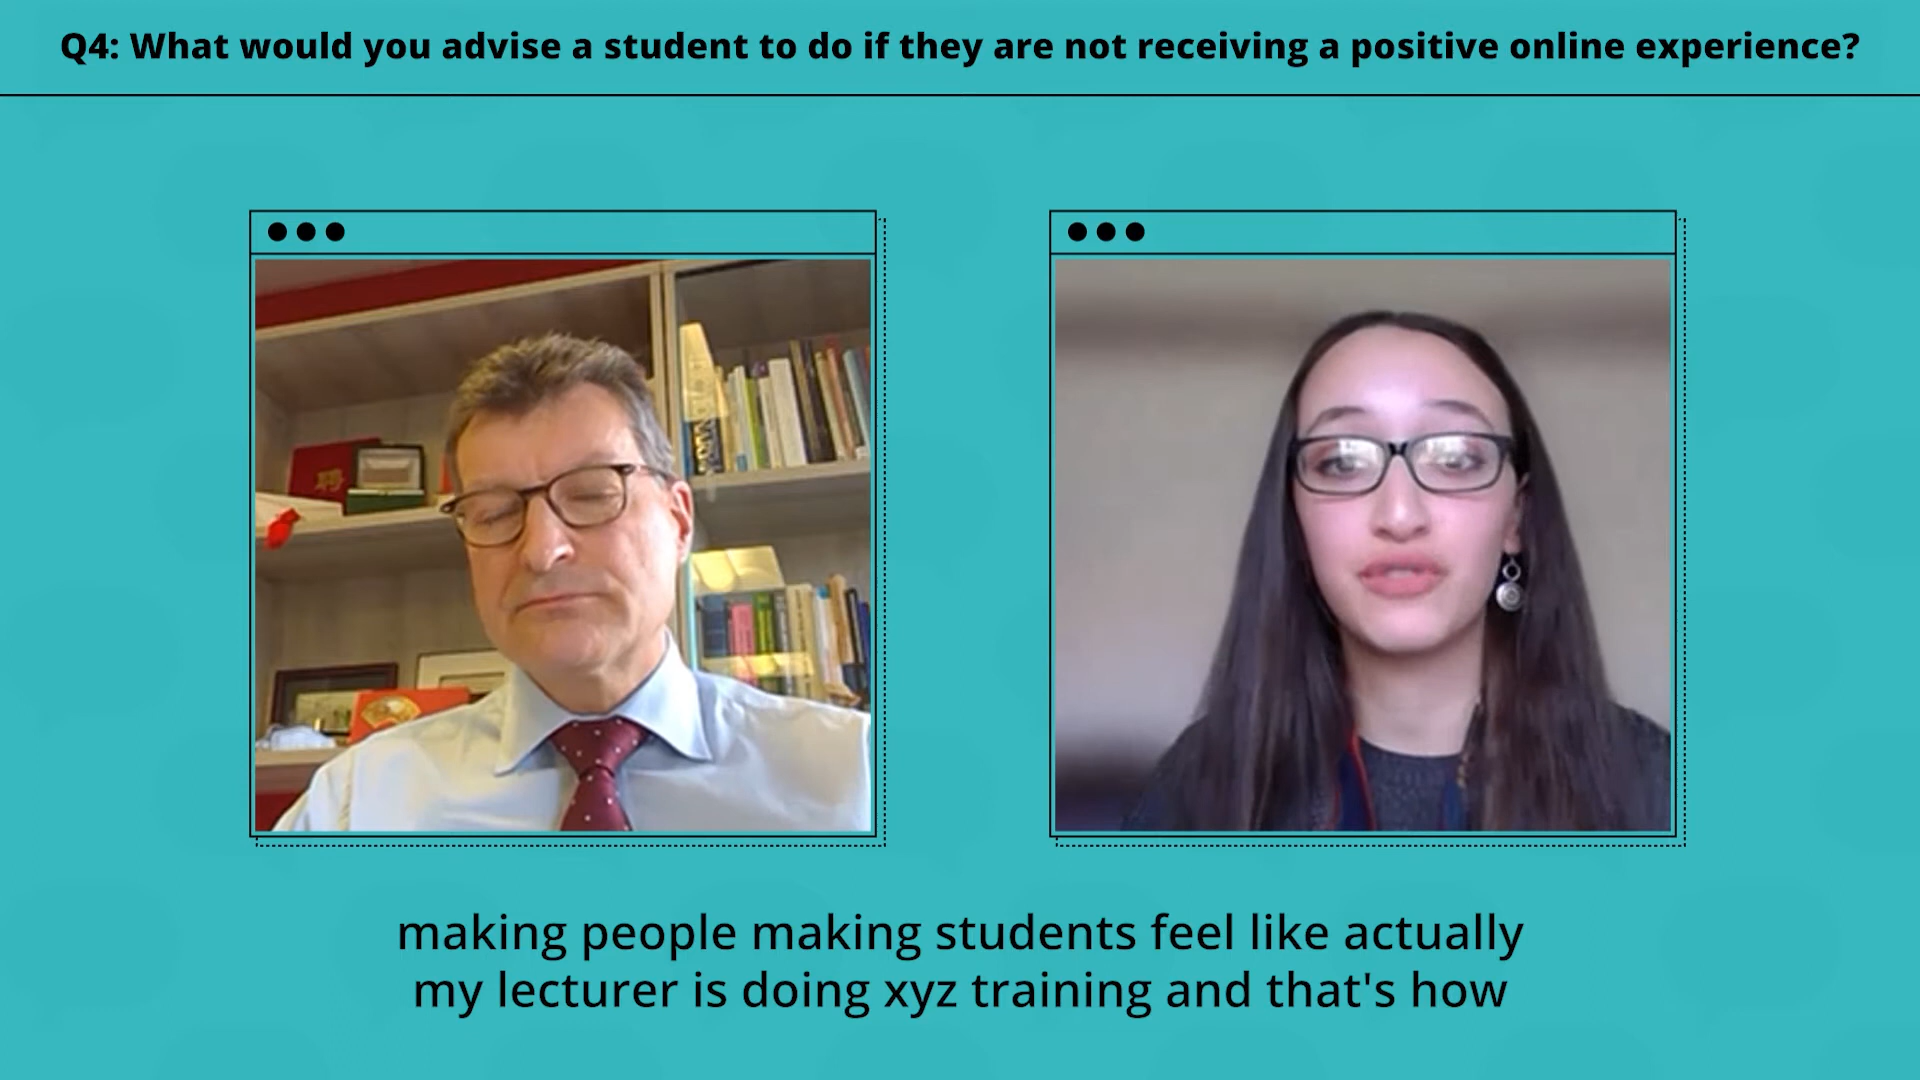 Q4: What would you advise a student to do if they are not receiving a positive online experience?
making people making students feel like actually
my lecturer is doing xyz training and that's how